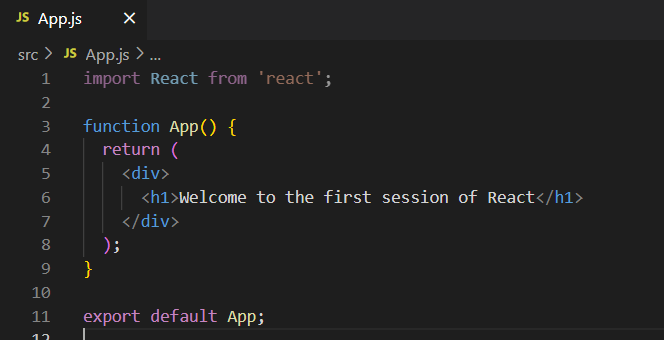 JS App.js ×
src > JS App.js > ...
1 import React from 'react';
2
3 function App() {
4   return (
5     <div>
6       <h1>Welcome to the first session of React</h1>
7     </div>
8   );
9 }
10
11 export default App;
12